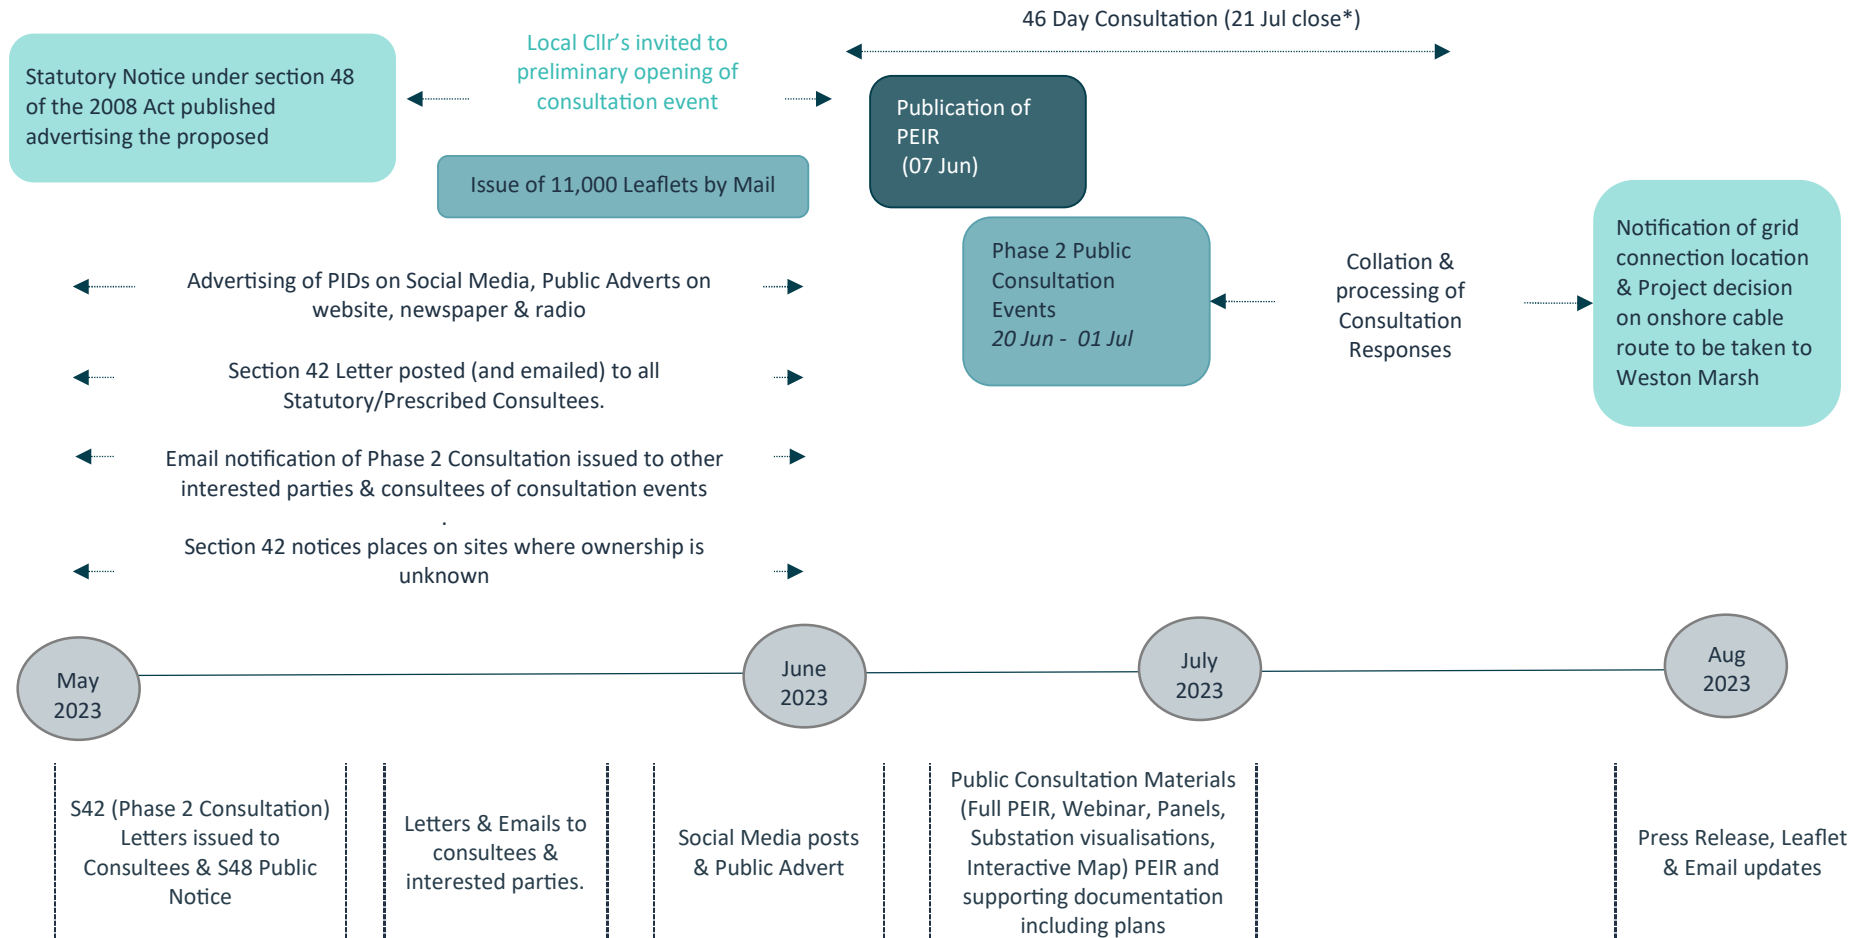 46 Day Consultation (21 Jul close*)
Statutory Notice under section 48
of the 2008 Act published
advertising the proposed
Local Cllr's invited to
preliminary opening of
consultation event
Publication of
PEIR
(07 Jun)
Issue of 11,000 Leaflets by Mail
Phase 2 Public
Consultation
Events
20 Jun - 01 Jul
Collation &
processing of
Consultation
Responses
Notification of grid
connection location
& Project decision
on onshore cable
route to be taken to
Weston Marsh
Advertising of PIDs on Social Media, Public Adverts on
website, newspaper & radio
Section 42 Letter posted (and emailed) to all
Statutory/Prescribed Consultees.
Email notification of Phase 2 Consultation issued to other
interested parties & consultees of consultation events
.
Section 42 notices places on sites where ownership is
unknown
May
2023
June
2023
July
2023
Aug
2023
S42 (Phase 2 Consultation)
Letters issued to
Consultees & S48 Public
Notice
Letters & Emails to
consultees &
interested parties.
Social Media posts
& Public Advert
Public Consultation Materials
(Full PEIR, Webinar, Panels,
Substation visualisations,
Interactive Map) PEIR and
supporting documentation
including plans
Press Release, Leaflet
& Email updates